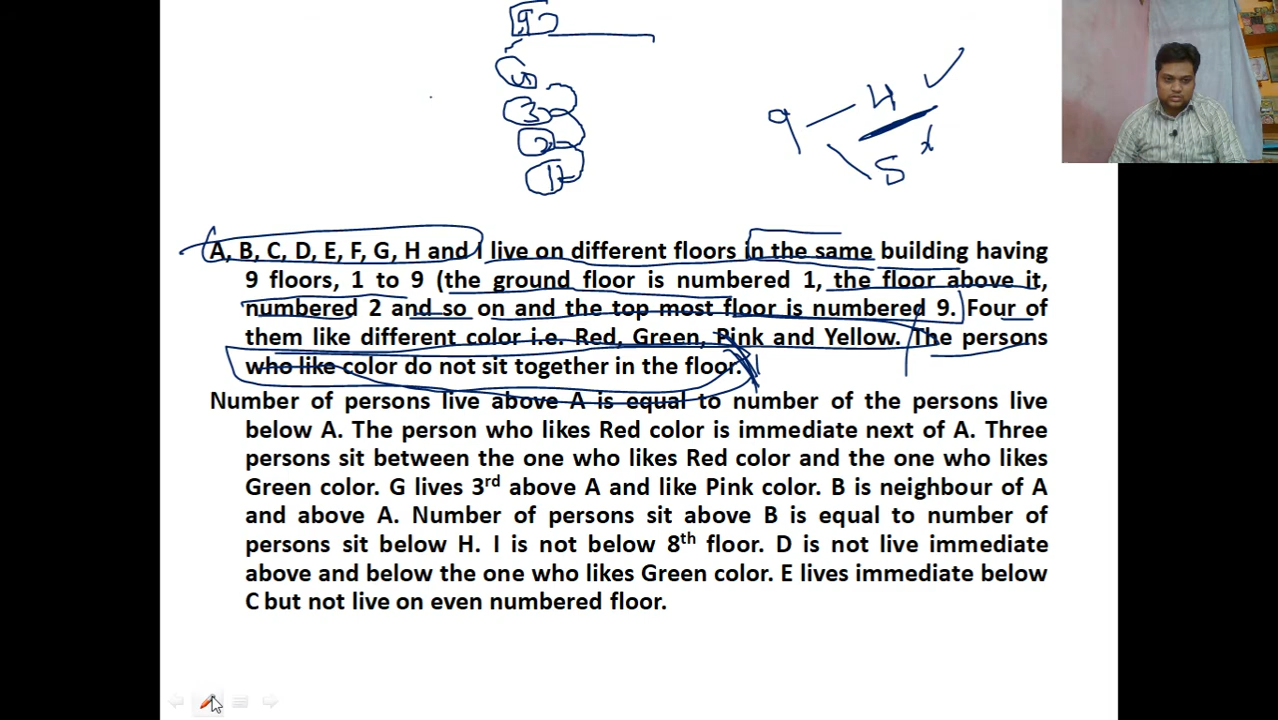 9
5
3
2
1
9
4
5
A, B, C, D, E, F, G, H and I live on different floors in the same building having
9 floors, 1 to 9 (the ground floor is numbered 1, the floor above it,
numbered 2 and so on and the top most floor is numbered 9. Four of
them like different color i.e. Red, Green, Pink and Yellow. The persons
who like color do not sit together in the floor.
Number of persons live above A is equal to number of the persons live
below A. The person who likes Red color is immediate next of A. Three
persons sit between the one who likes Red color and the one who likes
Green color. G lives 3rd above A and like Pink color. B is neighbour of A
and above A. Number of persons sit above B is equal to number of
persons sit below H. I is not below 8th floor. D is not live immediate
above and below the one who likes Green color. E lives immediate below
C but not live on even numbered floor.